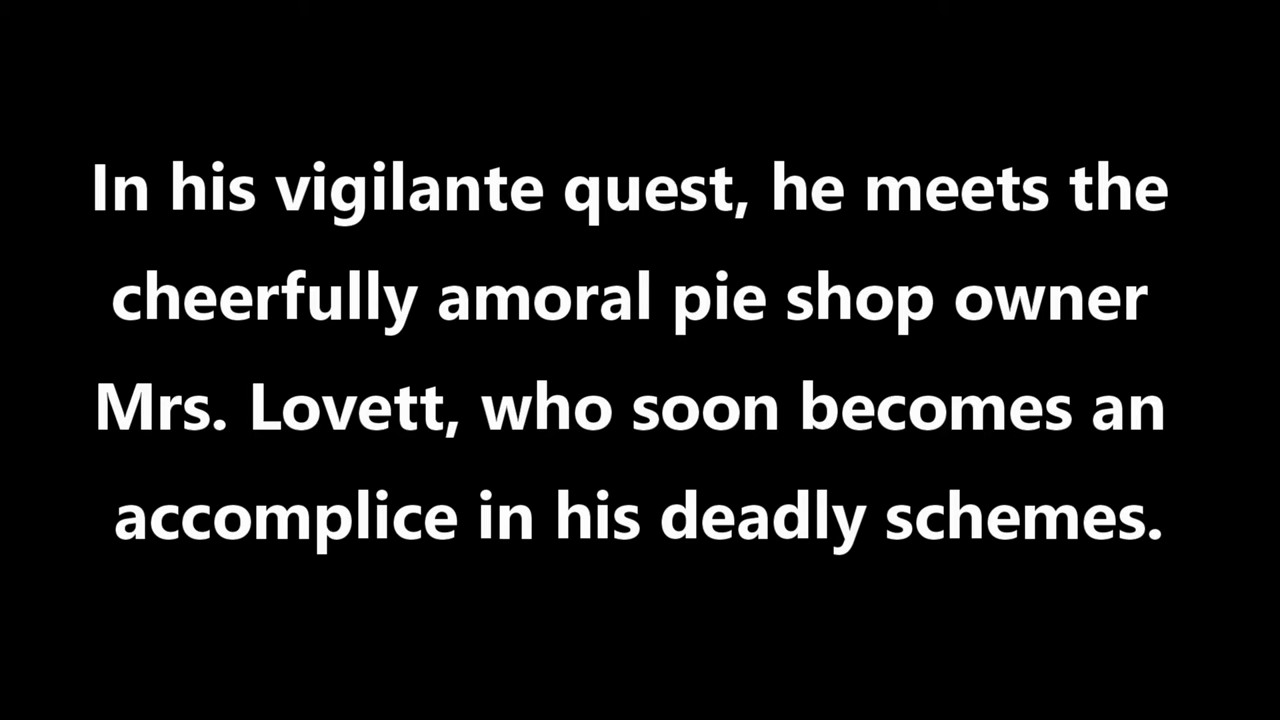 In his vigilante quest, he meets the
cheerfully amoral pie shop owner
Mrs. Lovett, who soon becomes an
accomplice in his deadly schemes.